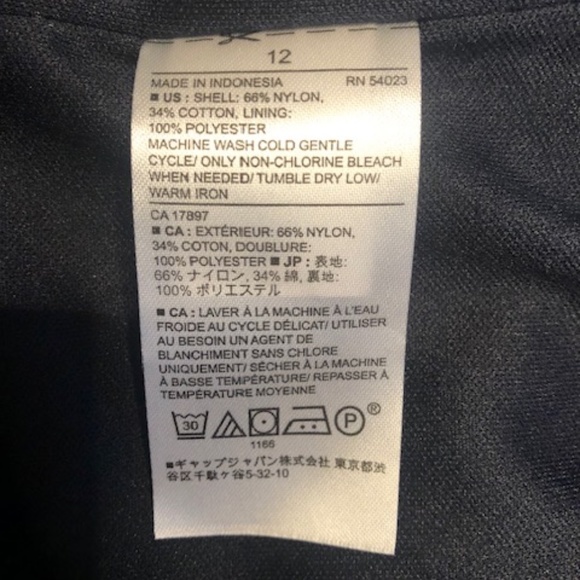 12
MADE IN INDONESIA RN 54023
■ US : SHELL: 66% NYLON,
34% COTTON, LINING:
100% POLYESTER
MACHINE WASH COLD GENTLE
CYCLE/ ONLY NON-CHLORINE BLEACH
WHEN NEEDED/ TUMBLE DRY LOW/
WARM IRON
CA 17897
■ CA : EXTÉRIEUR: 66% NYLON,
34% COTON, DOUBLURE:
100% POLYESTER ■ JP : 表地:
66% ナイロン, 34% 綿, 裏地:
100% ポリエステル
■ CA : LAVER À LA MACHINE À L'EAU
FROIDE AU CYCLE DÉLICAT/ UTILISER
AU BESOIN UN AGENT DE
BLANCHIMENT SANS CHLORE
UNIQUEMENT/ SÉCHER À LA MACHINE
À BASSE TEMPÉRATURE/ REPASSER À
TEMPÉRATURE MOYENNE
30 P ®
1166
■ギャップジャパン株式会社 東京都渋
谷区千駄ヶ谷5-32-10